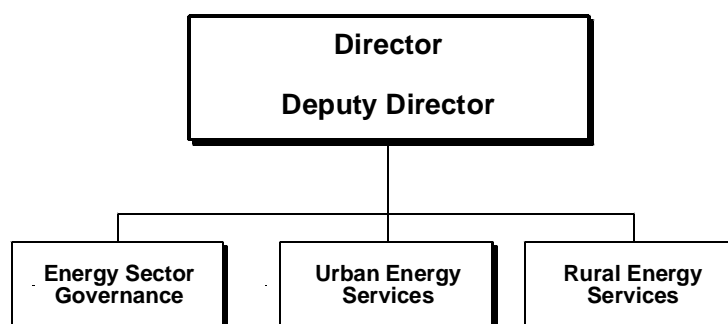 Director
Deputy Director
Energy Sector
Governance
Urban Energy
Services
Rural Energy
Services